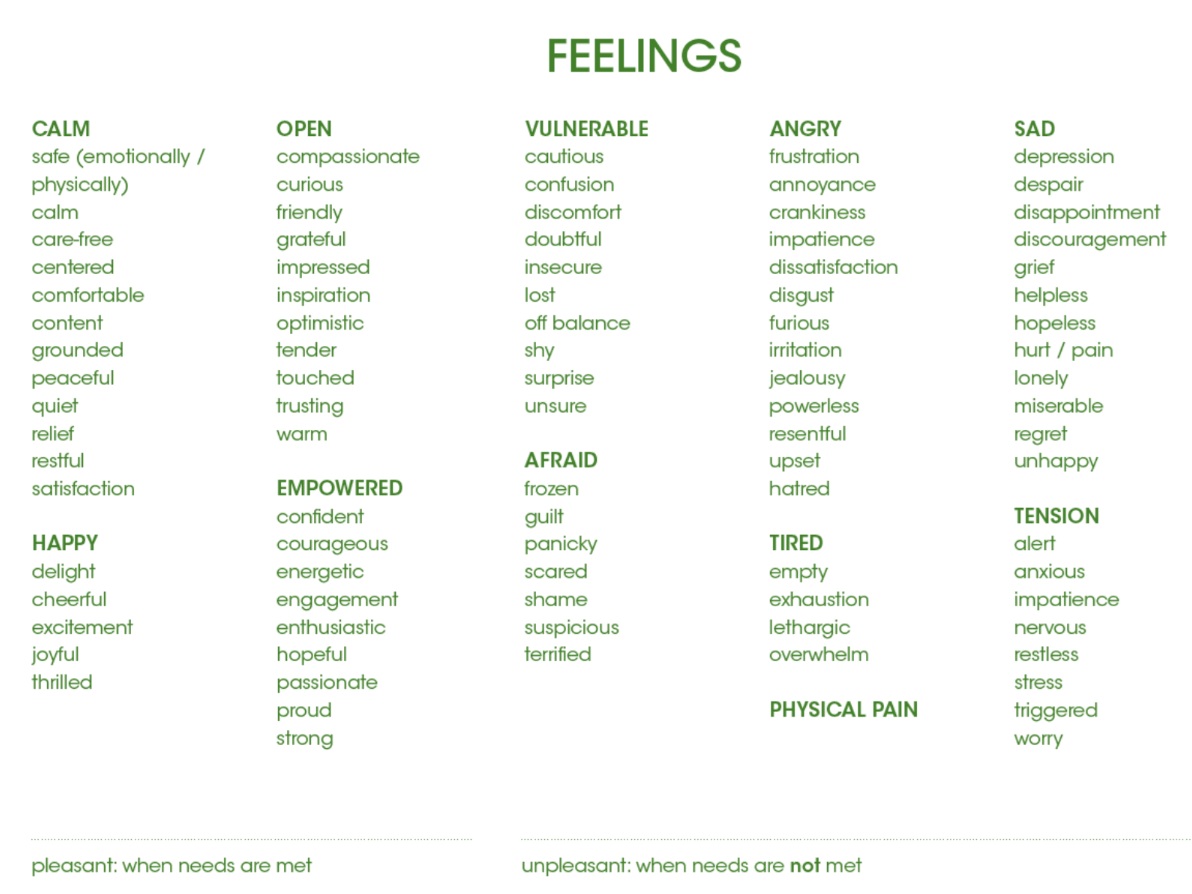 FEELINGS
CALM
safe (emotionally /
physically)
calm
care-free
centered
comfortable
content
grounded
peaceful
quiet
relief
restful
satisfaction
HAPPY
delight
cheerful
excitement
joyful
thrilled
OPEN
compassionate
curious
friendly
grateful
impressed
inspiration
optimistic
tender
touched
trusting
warm
EMPOWERED
confident
courageous
energetic
engagement
enthusiastic
hopeful
passionate
proud
strong
VULNERABLE
cautious
confusion
discomfort
doubtful
insecure
lost
off balance
shy
surprise
unsure
AFRAID
frozen
guilt
panicky
scared
shame
suspicious
terrified
ANGRY
frustration
annoyance
crankiness
impatience
dissatisfaction
disgust
furious
irritation
jealousy
powerless
resentful
upset
hatred
TIRED
empty
exhaustion
lethargic
overwhelm
PHYSICAL PAIN
SAD
depression
despair
disappointment
discouragement
grief
helpless
hopeless
hurt / pain
lonely
miserable
regret
unhappy
TENSION
alert
anxious
impatience
nervous
restless
stress
triggered
worry
pleasant: when needs are met
unpleasant: when needs are not met